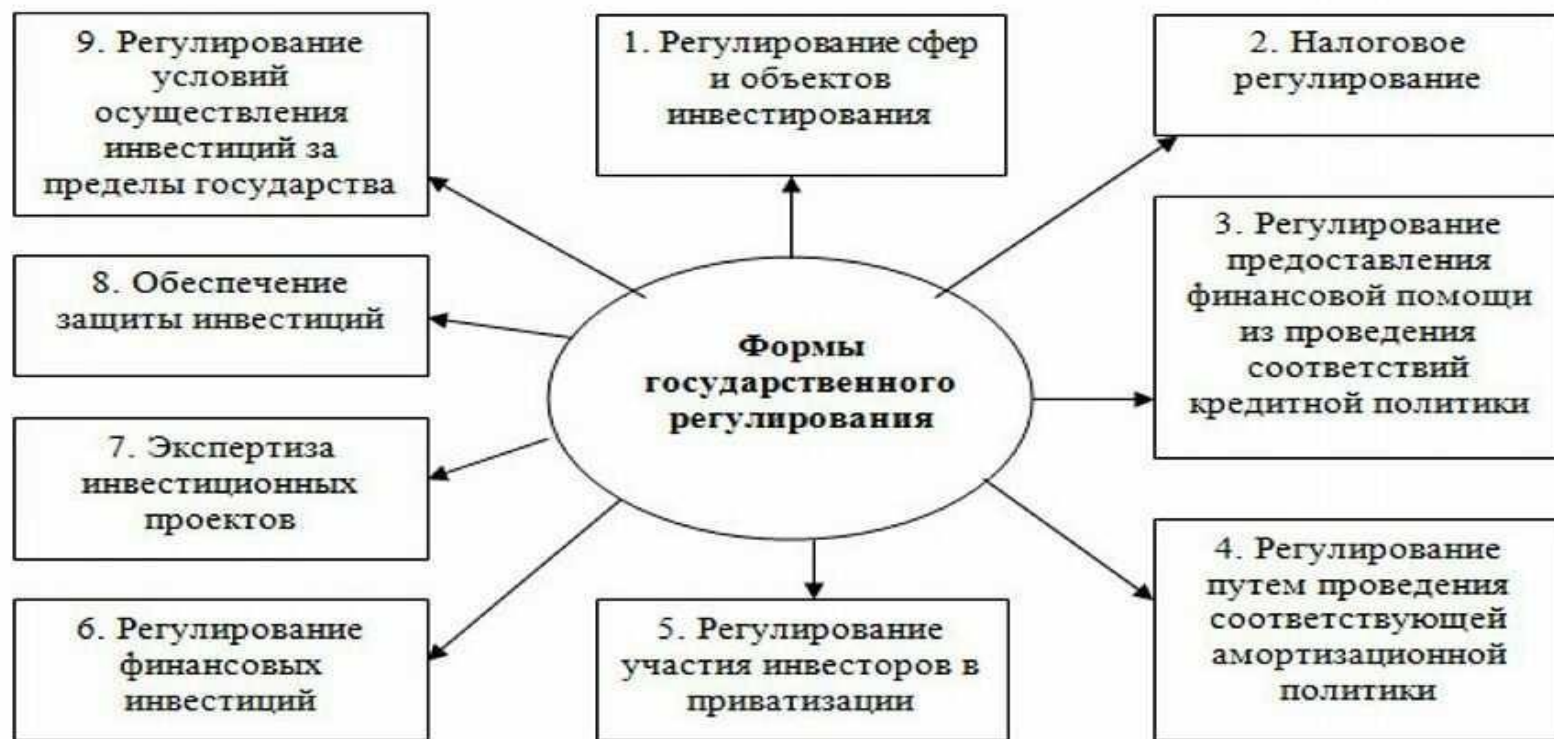 9. Регулирование
условий
осуществления
инвестиций за
пределы государства
1. Регулирование сфер
и объектов
инвестирования
2. Налоговое
регулирование
3. Регулирование
предоставления
финансовой помощи
из проведения
соответствий
кредитной политики
8. Обеспечение
защиты инвестиций
Формы
государственного
регулирования
7. Экспертиза
инвестиционных
проектов
4. Регулирование
путем проведения
соответствующей
амортизационной
политики
6. Регулирование
финансовых
инвестиций
5. Регулирование
участия инвесторов в
приватизации